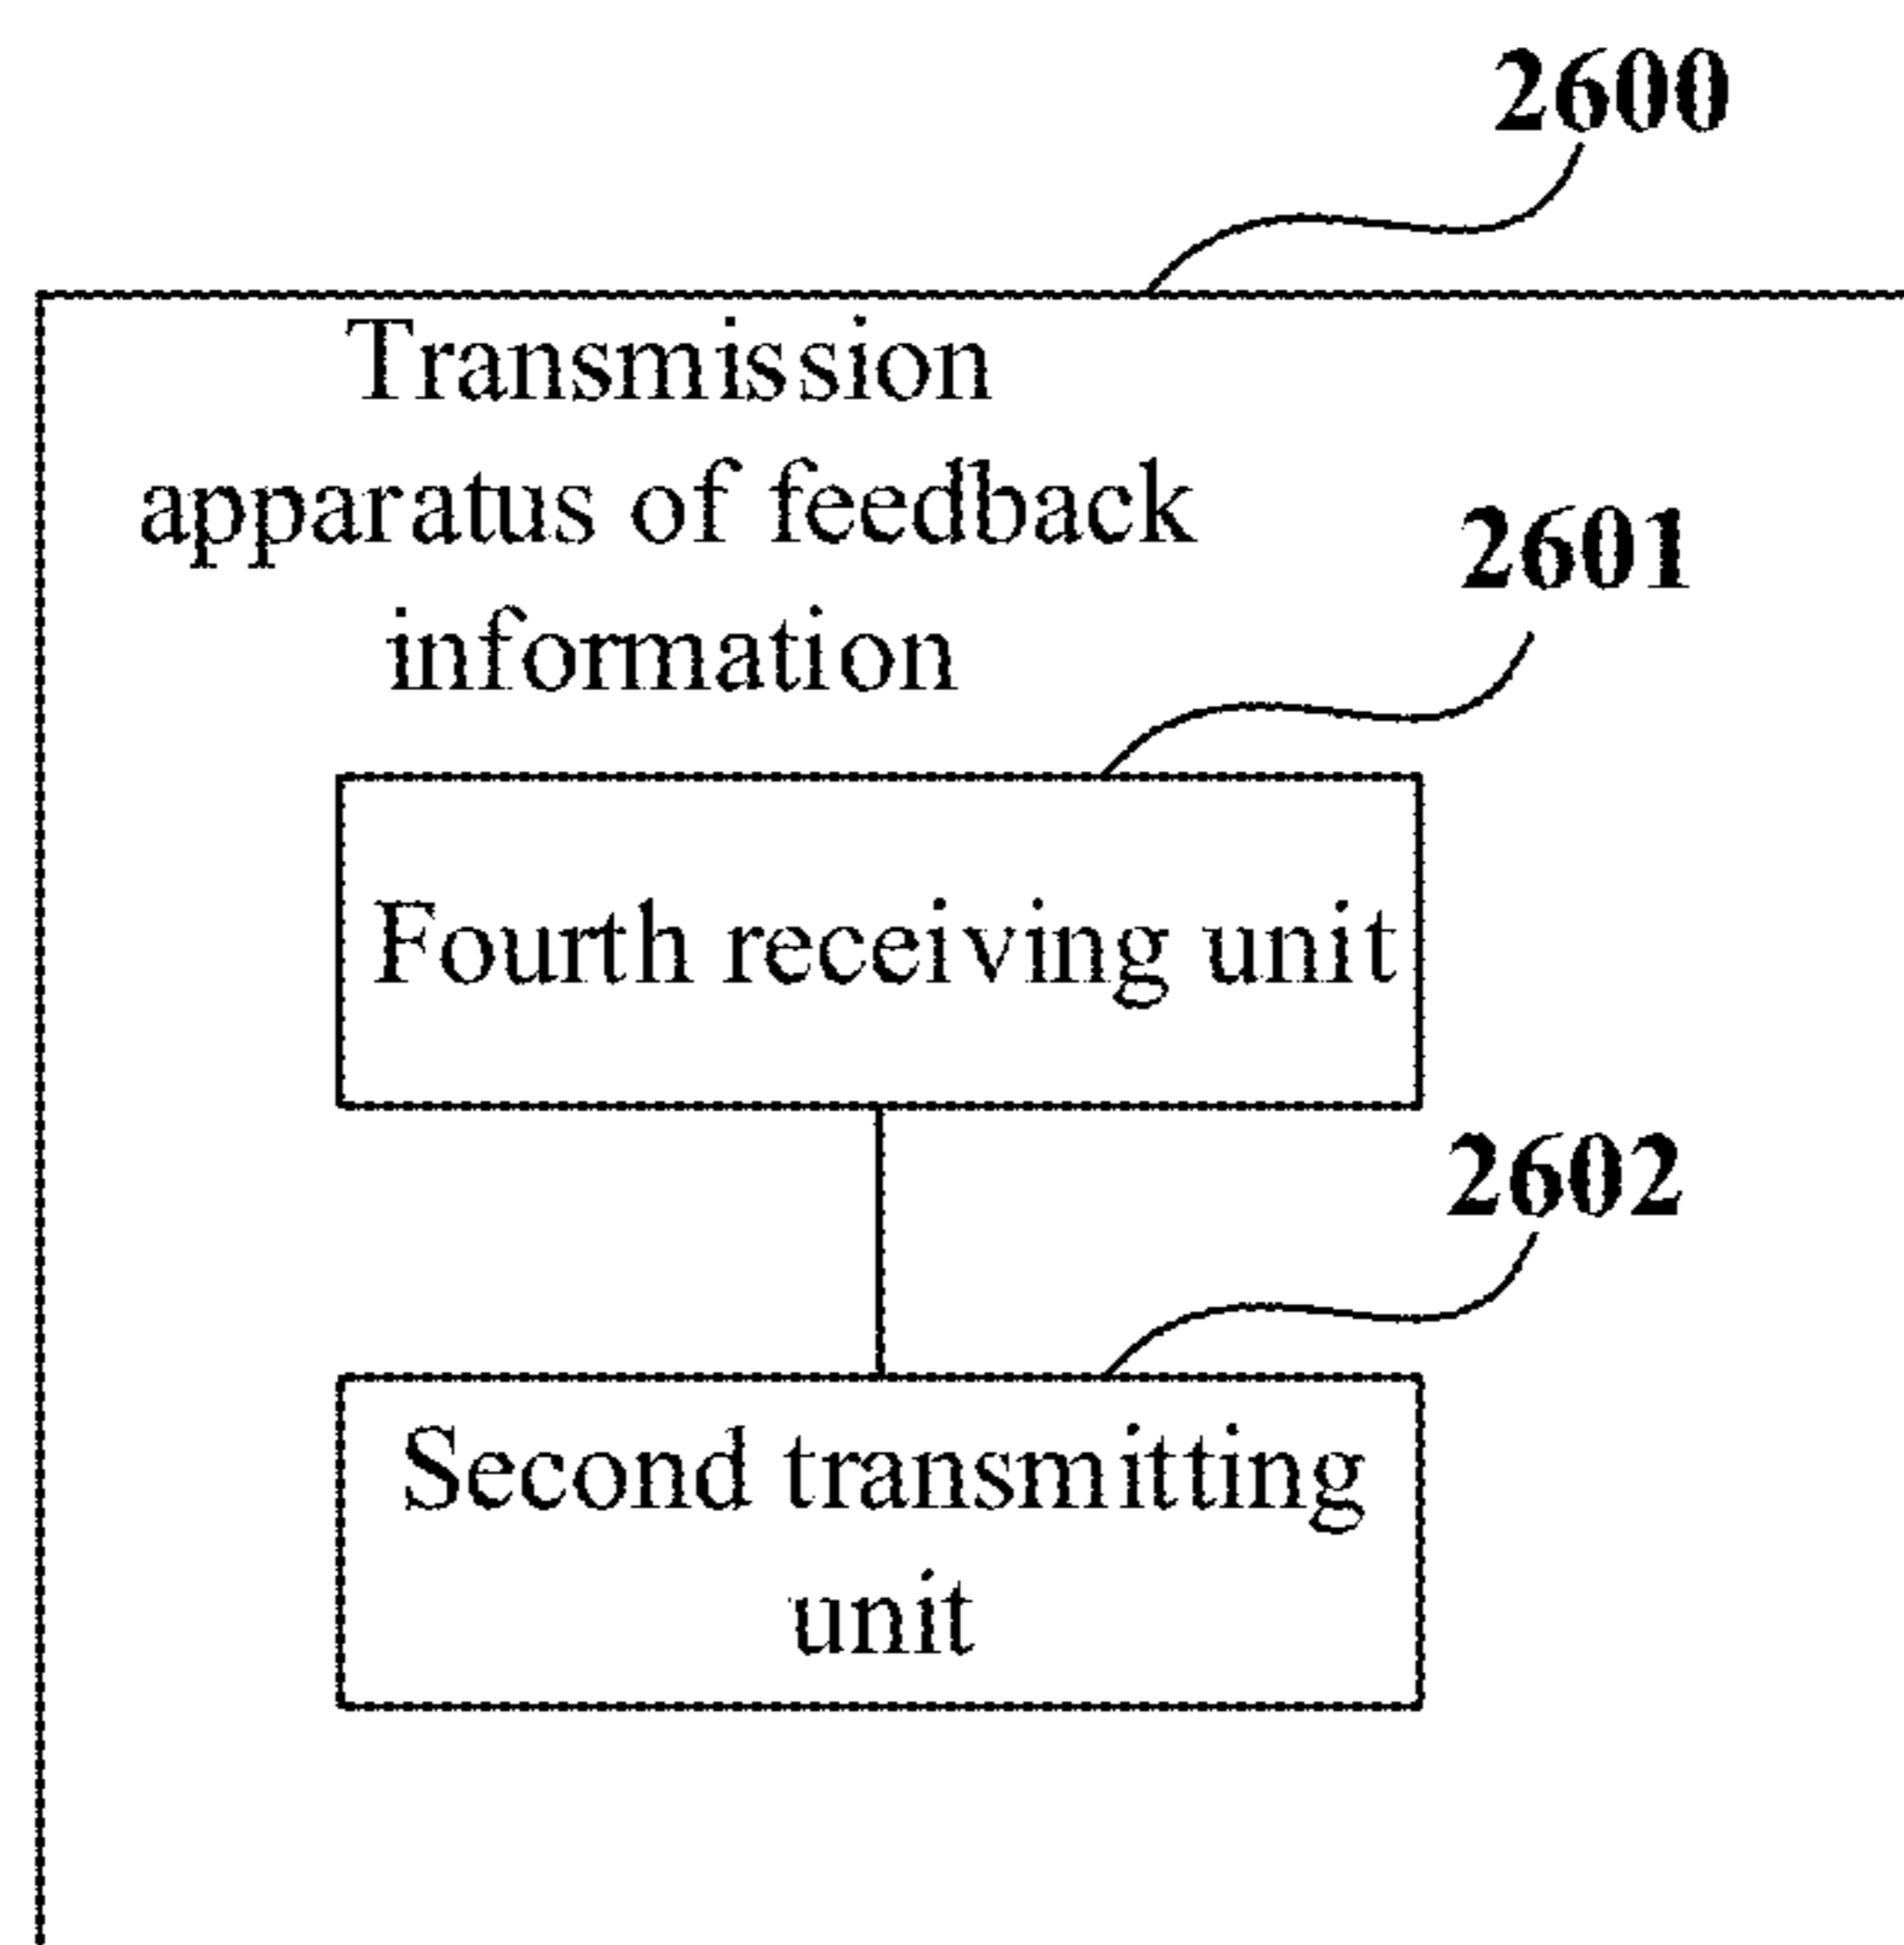 2600
Transmission
apparatus of feedback
information
2601
Fourth receiving unit
2602
Second transmitting
unit